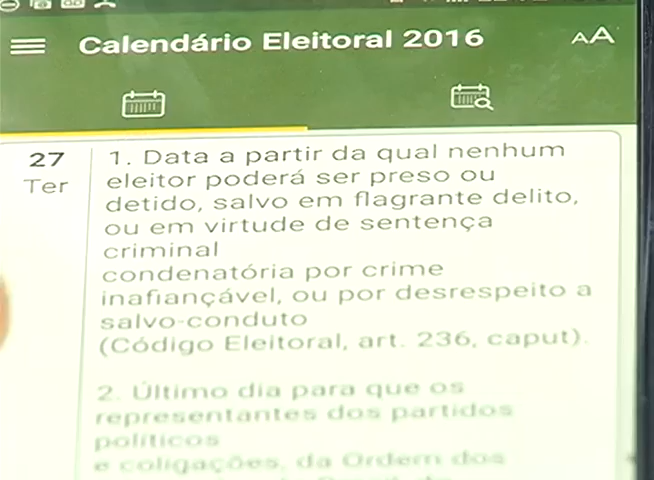 Calendário Eleitoral 2016
AA
27
Ter
1. Data a partir da qual nenhum
eleitor poderá ser preso ou
detido, salvo em flagrante delito,
ou em virtude de sentença
criminal
condenatória por crime
inafiançável, ou por desrespeito a
salvo-conduto
(Código Eleitoral, art. 236, caput).
2. Último dia para que os
representantes dos partidos
políticos
e coligações, da Ordem dos